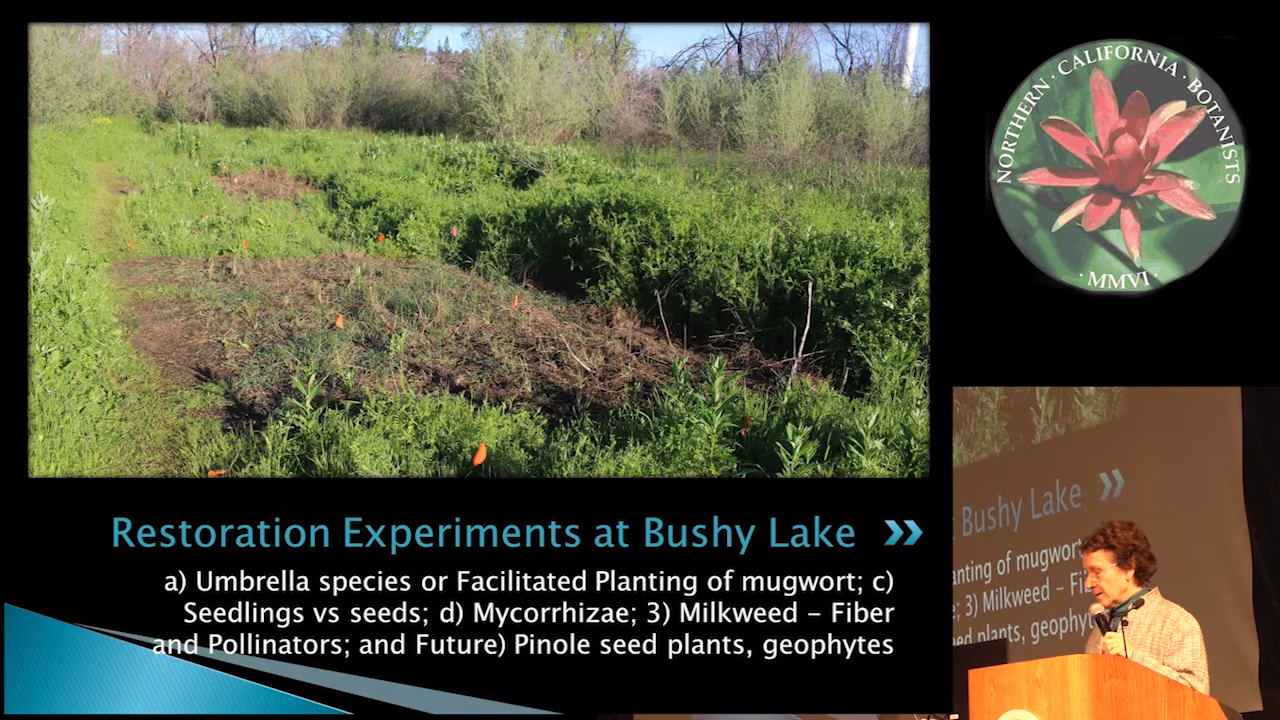 NORTHERN · CALIFORNIA · BOTANISTS
· MMVI ·
Restoration Experiments at Bushy Lake »
a) Umbrella species or Facilitated Planting of mugwort; c)
Seedlings vs seeds; d) Mycorrhizae; 3) Milkweed – Fiber
and Pollinators; and Future) Pinole seed plants, geophytes
Bushy Lake »
anting of mugwort
e; 3) Milkweed – Fib
ed plants, geophyt